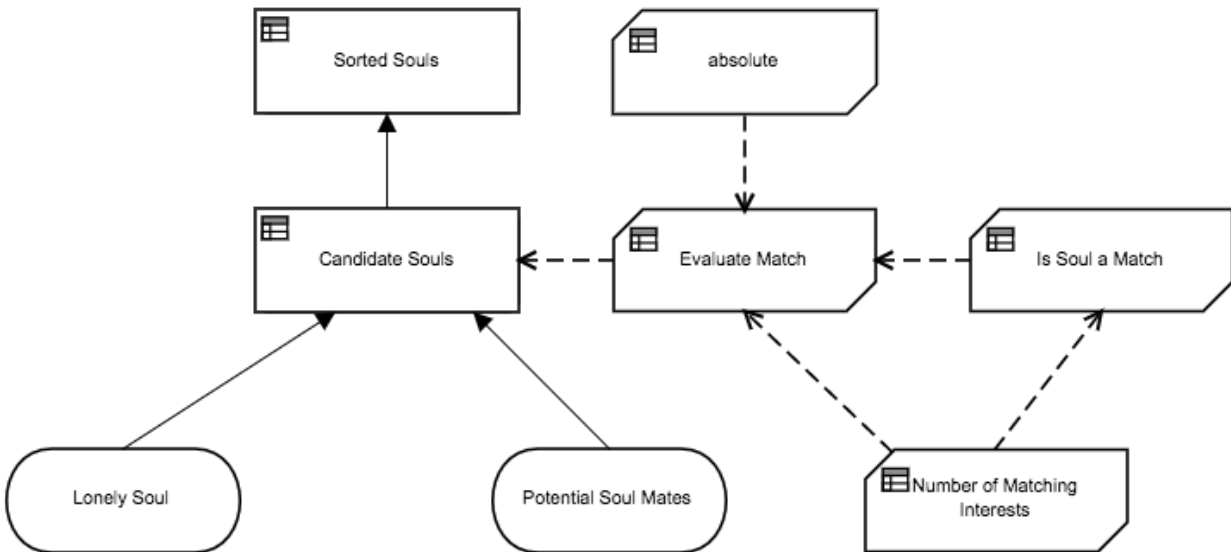 Sorted Souls
absolute
Candidate Souls
Evaluate Match
Is Soul a Match
Lonely Soul
Potential Soul Mates
Number of Matching
Interests